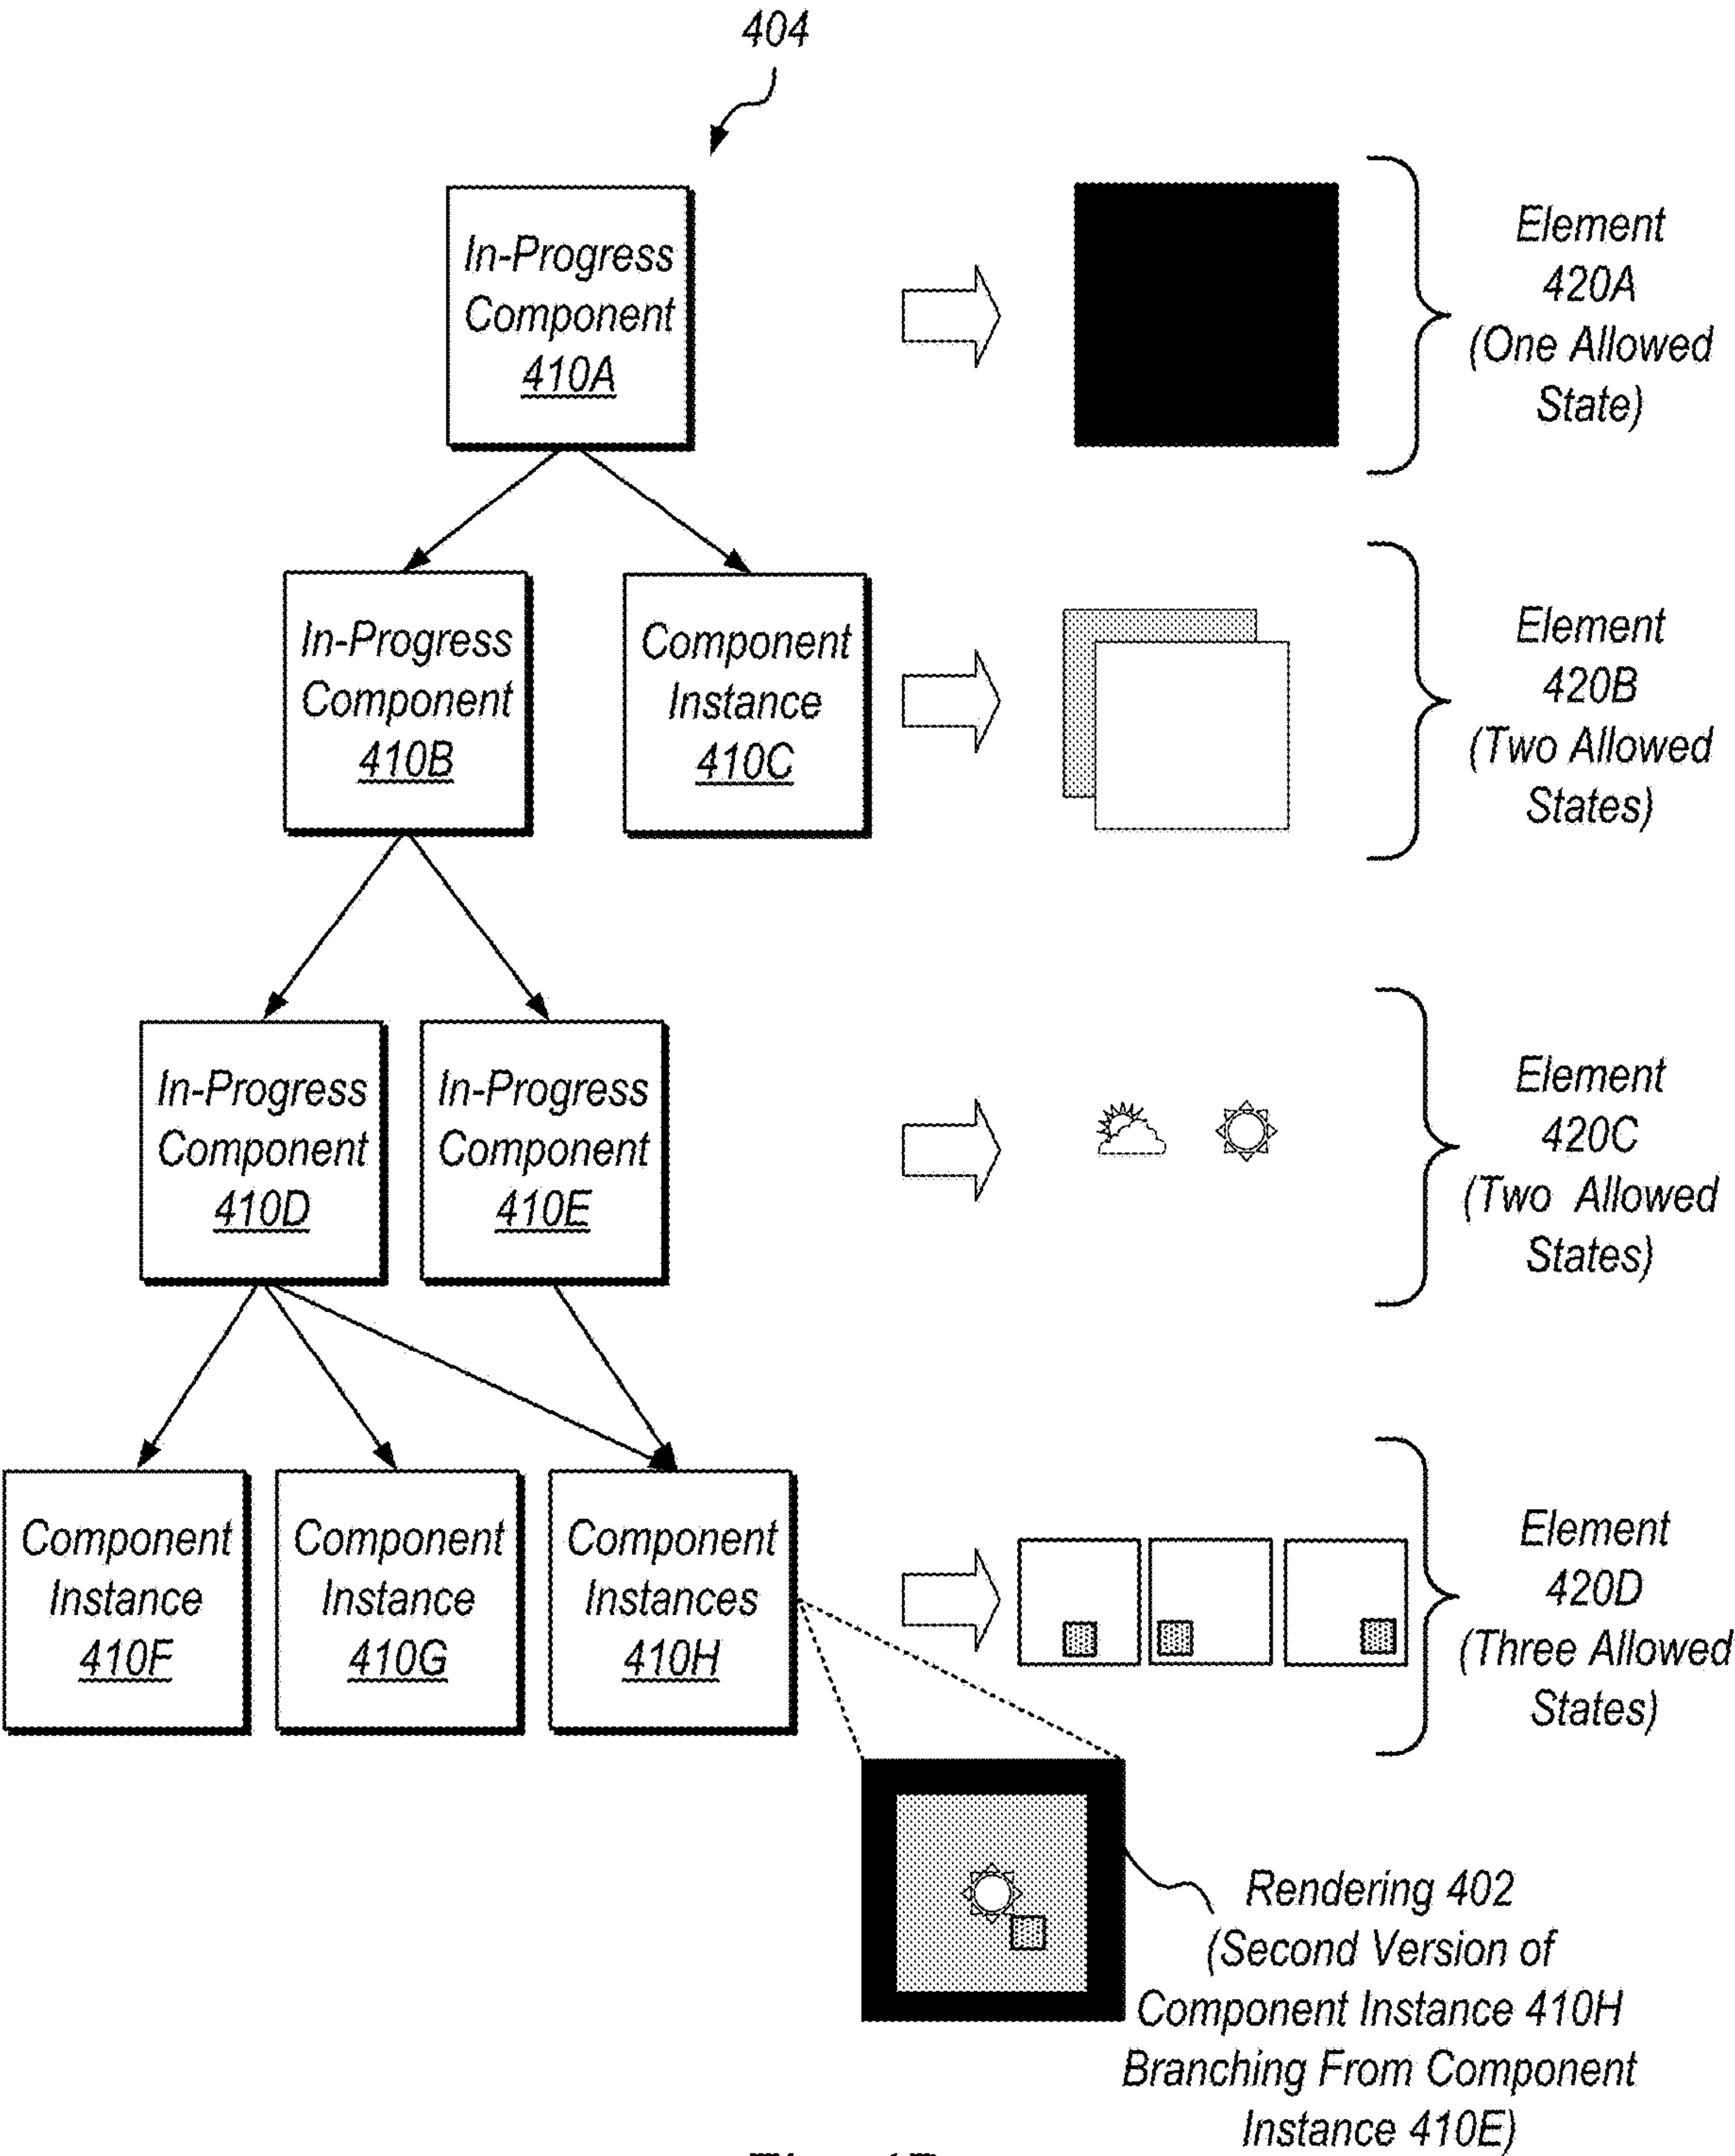 404
In-Progress
Component
410A
Element
420A
(One Allowed
State)
In-Progress
Component
410B
Component
Instance
410C
Element
420B
(Two Allowed
States)
In-Progress
Component
410D
In-Progress
Component
410E
Element
420C
(Two Allowed
States)
Component
Instance
410F
Component
Instance
410G
Component
Instances
410H
Element
420D
(Three Allowed
States)
Rendering 402
(Second Version of
Component Instance 410H
Branching From Component
Instance 410E)